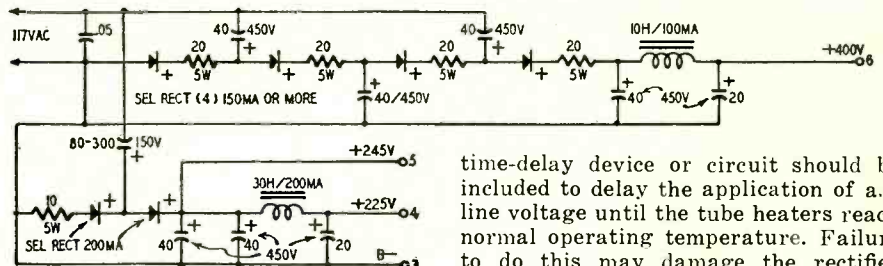 40 450V
40 450V
10H/100MA
117VAC
.05
20
20
20
20
+400V
6
5W
5W
5W
5W
SEL RECT (4) 150MA OR MORE
40/450V
40 450V 20
80-300
150V
+245V
5
10
30H/200MA
+225V
4
5W
SEL RECT 200MA
40
40
20
450V
B-
3
time-delay device or circuit should
included to delay the application of a.
line voltage until the tube heaters
normal operating temperature.
to do this may damage the